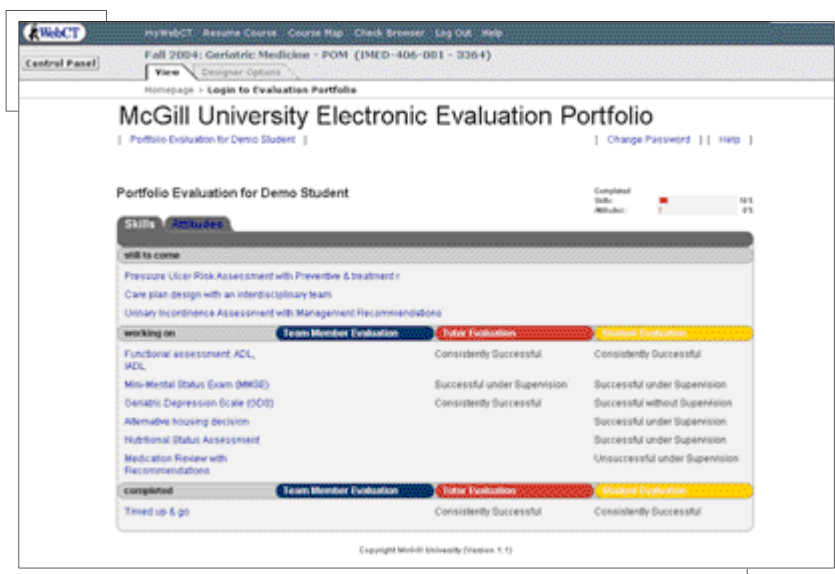 WebCT
myWebCT Resume Course Course Map Check Browser Log Out Help
Control Panel
Fall 2004: Geriatric Medicine - POM (IMED-406-001 - 3364)
View Designer Options
Homepage > Login to Evaluation Portfolio
McGill University Electronic Evaluation Portfolio
[ Portfolio Evaluation for Demo Student ] [ Change Password ] [ Help ]
Portfolio Evaluation for Demo Student
Completed
Skills: 10%
Attitudes: 0%
Skills Attitudes
still to come
Pressure Ulcer Risk Assessment with Preventive & treatment r
Care plan design with an interdisciplinary team
Urinary Incontinence Assessment with Management Recommendations
working on Team Member Evaluation Tutor Evaluation Student Evaluation
Functional assessment: ADL, Consistently Successful Consistently Successful
IADL
Mini-Mental Status Exam (MMSE) Successful under Supervision Successful under Supervision
Geriatric Depression Scale (GDS) Consistently Successful Successful without Supervision
Alternative housing decision Successful under Supervision
Nutritional Status Assessment Successful under Supervision
Medication Review with Unsuccessful under Supervision
Recommendations
completed Team Member Evaluation Tutor Evaluation Student Evaluation
Timed up & go Consistently Successful Consistently Successful
Copyright McGill University (Version 1.1)